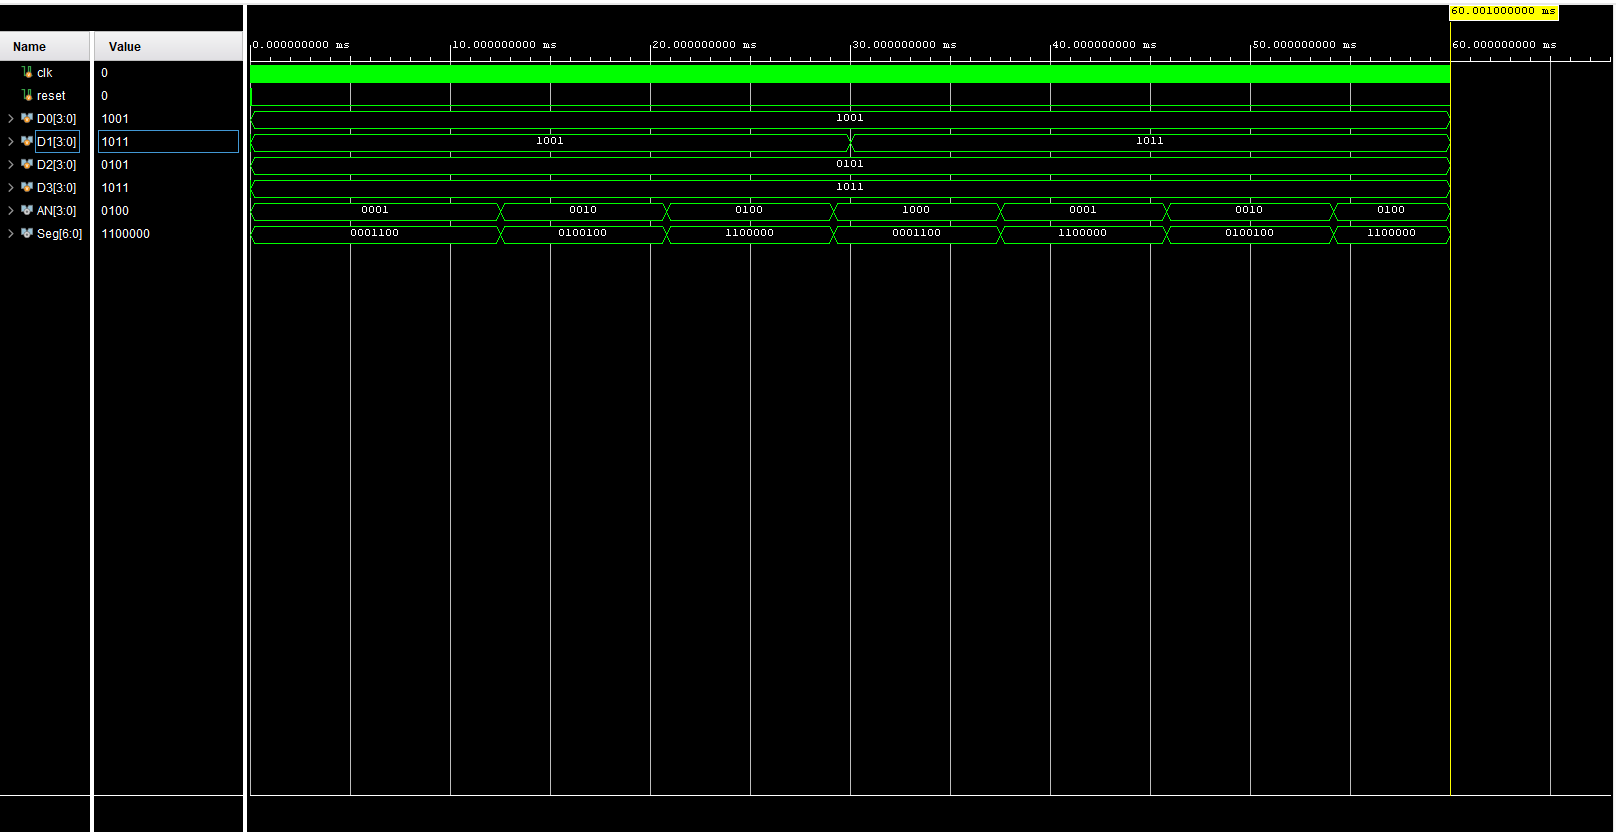 60.001000000 ms
Name Value 0.000000000 ms 10.000000000 ms 20.000000000 ms 30.000000000 ms 40.000000000 ms 50.000000000 ms 60.000000000 ms
clk 0
reset 0
D0[3:0] 1001 1001
D1[3:0] 1011 1001 1011
D2[3:0] 0101 0101
D3[3:0] 1011 1011
AN[3:0] 0100 0001 0010 0100 1000 0001 0010 0100
Seg[6:0] 1100000 0001100 0100100 1100000 0001100 1100000 0100100 1100000